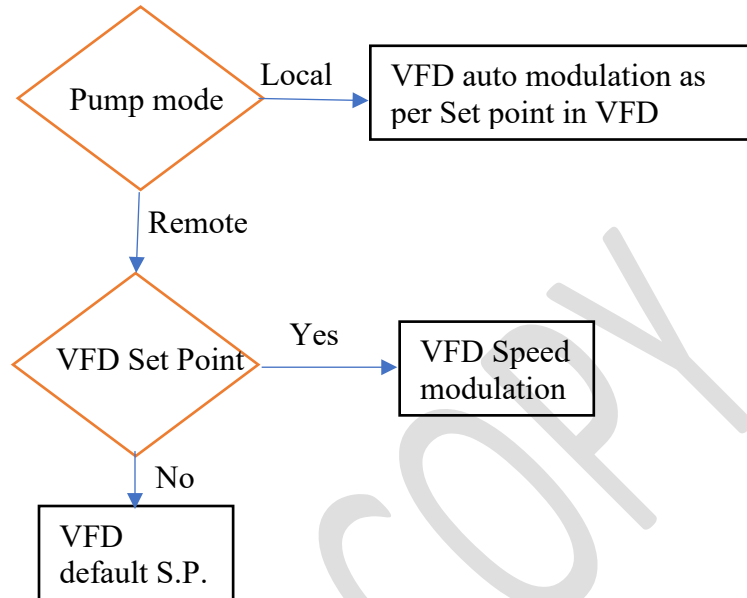 Pump mode
Local
VFD auto modulation as
per Set point in VFD
Remote
VFD Set Point
Yes
VFD Speed
modulation
No
VFD
default S.P.
COPY